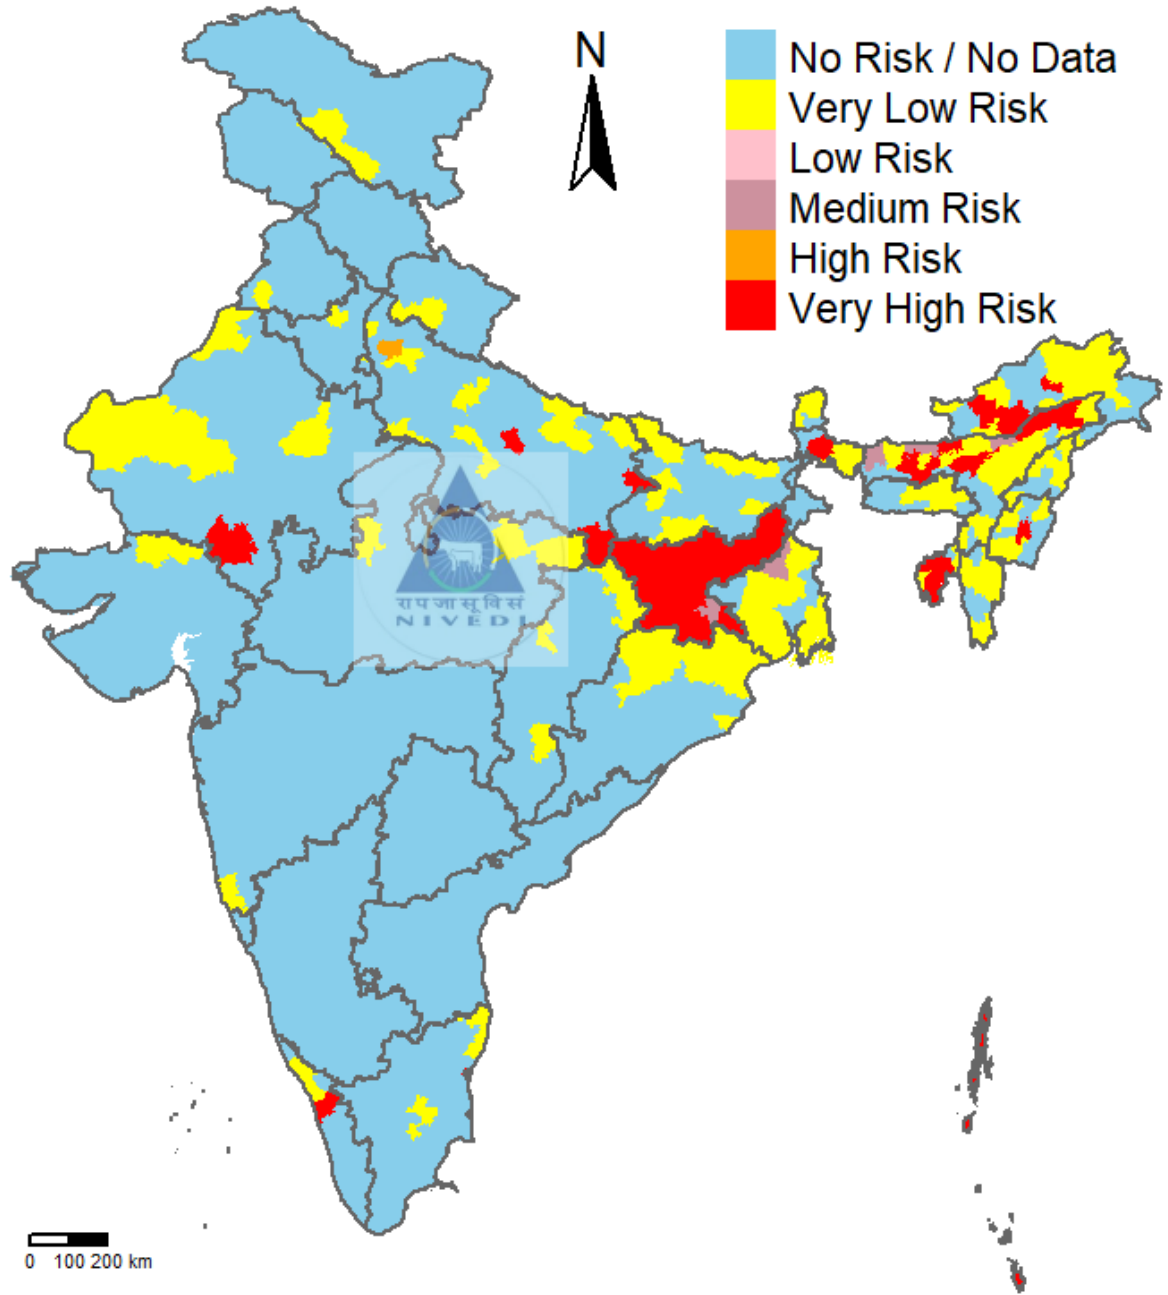 N
No Risk / No Data
Very Low Risk
Low Risk
Medium Risk
High Risk
Very High Risk
रा प जा सू वि सं
NIVEDI
0 100 200 km